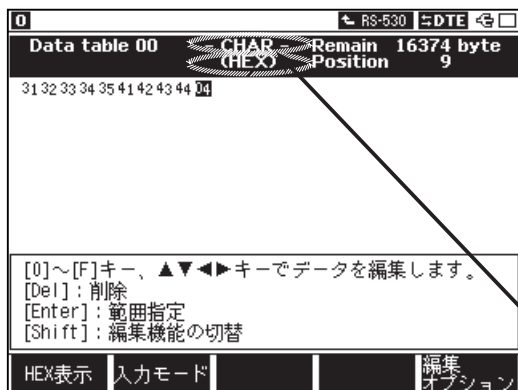 0 RS-530 DTE
Data table 00 - CHAR - Remain 16374 byte
(HEX) Position 9
31 32 33 34 35 41 42 43 44 04
[0]～[F]キー、▲▼◀▶キーでデータを編集します。
[Del]：削除
[Enter]：範囲指定
[Shift]：編集機能の切替
HEX表示 入力モード 編集
オプション